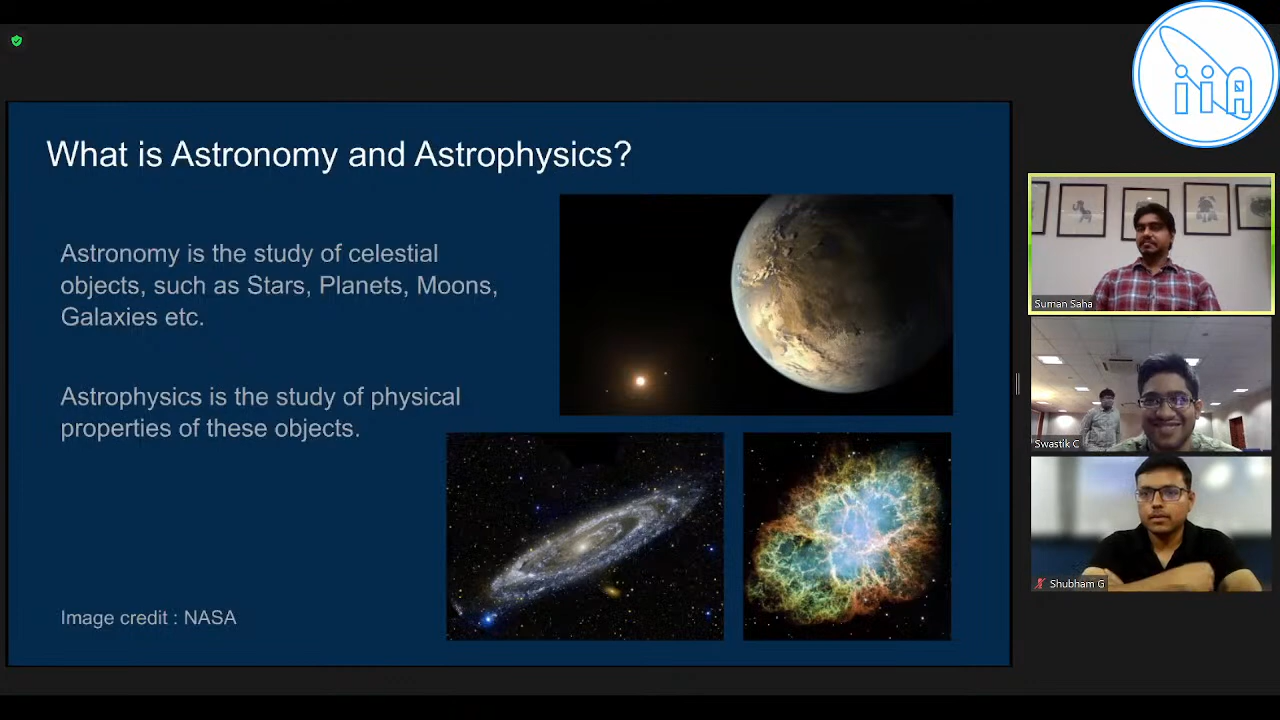 iiA
What is Astronomy and Astrophysics?
Astronomy is the study of celestial
objects, such as Stars, Planets, Moons,
Galaxies etc.
Astrophysics is the study of physical
properties of these objects.
Image credit : NASA
Suman Saha
Swastik C
Shubham G